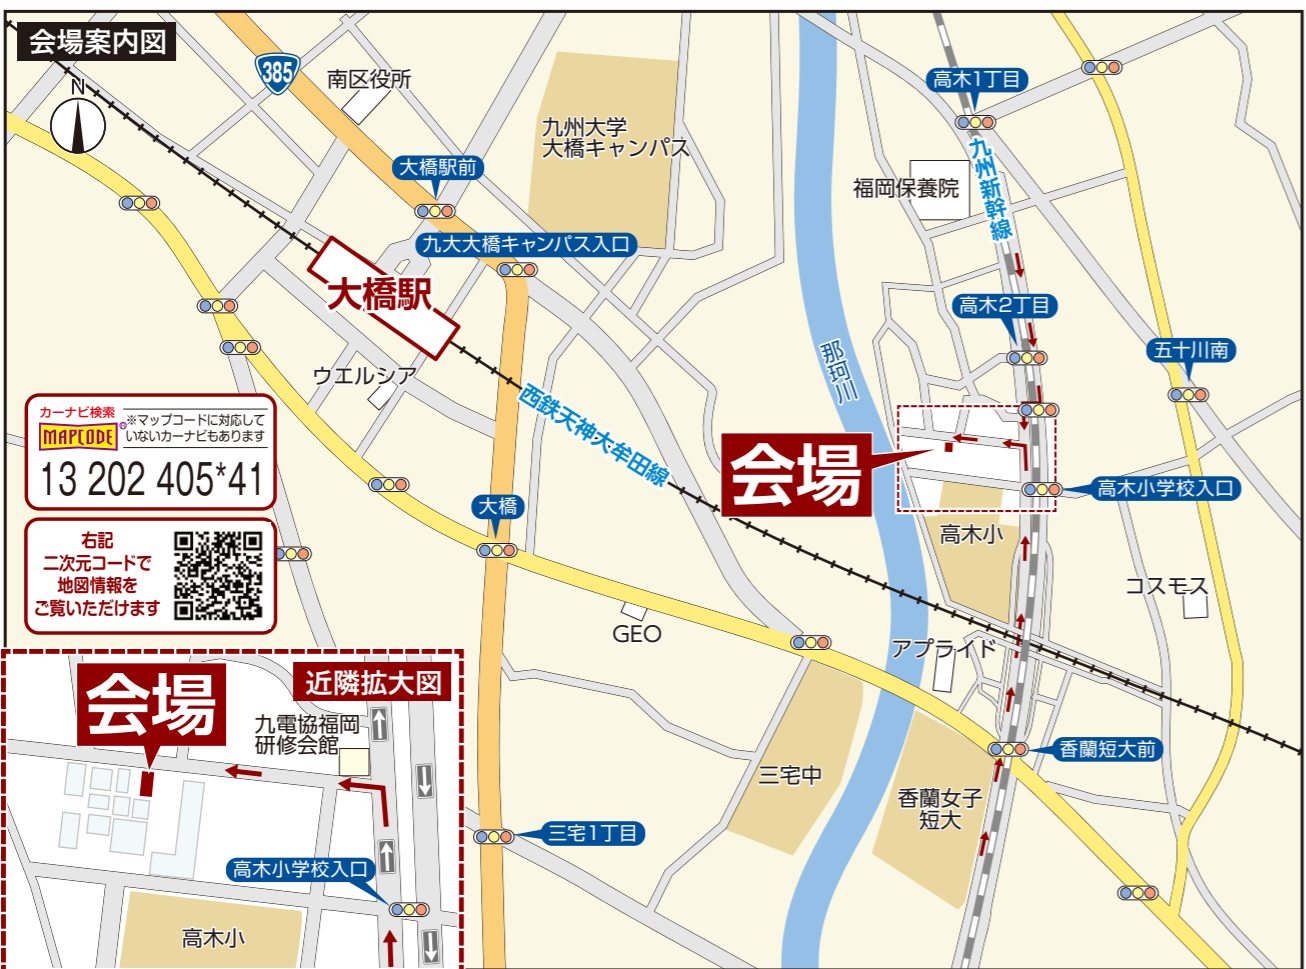 会場案内図
N
385
南区役所
九州大学
大橋キャンパス
高木1丁目
大橋駅前
九州新幹線
福岡保養院
九大大橋キャンパス入口
大橋駅
高木2丁目
那珂川
五十川南
ウエルシア
西鉄天神大牟田線
カーナビ検索
MAPCODE®
※マップコードに対応して
いないカーナビもあります
13 202 405*41
会場
高木小学校入口
大橋
高木小
右記
二次元コードで
地図情報を
ご覧いただけます
コスモス
GEO
アプライド
香蘭短大前
三宅中
香蘭女子
短大
三宅1丁目
近隣拡大図
会場
九電協福岡
研修会館
高木小学校入口
高木小